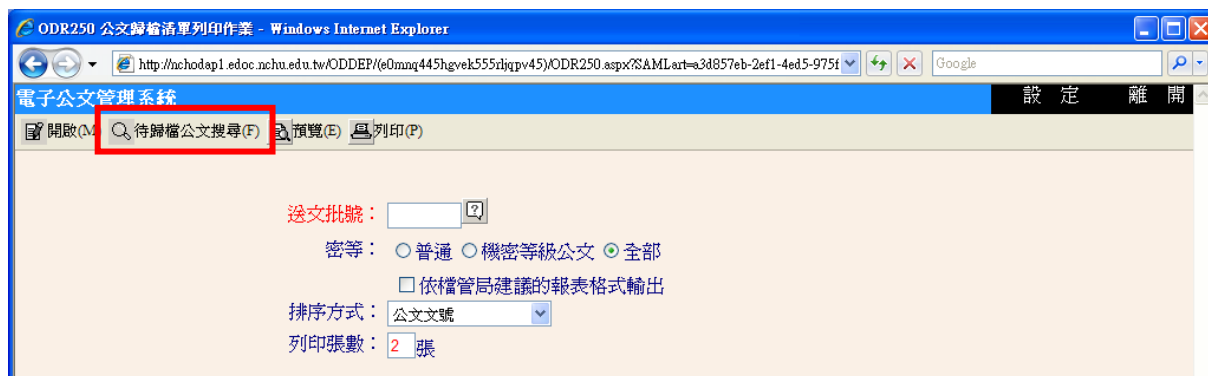 ODR250 公文歸檔清單列印作業 - Windows Internet Explorer
http://nchodap1.edoc.nchu.edu.tw/ODDEP/(e0mnq445hgvek555rljqpv45)/ODR250.aspx?SAMLart=a3d857eb-2ef1-4ed5-975f Google
電子公文管理系統 設 定 離 開
開啟(M) 待歸檔公文搜尋(F) 預覽(E) 列印(P)
送文批號:
密等: 普通 機密等級公文 全部
依檔管局建議的報表格式輸出
排序方式: 公文文號
列印張數: 2 張